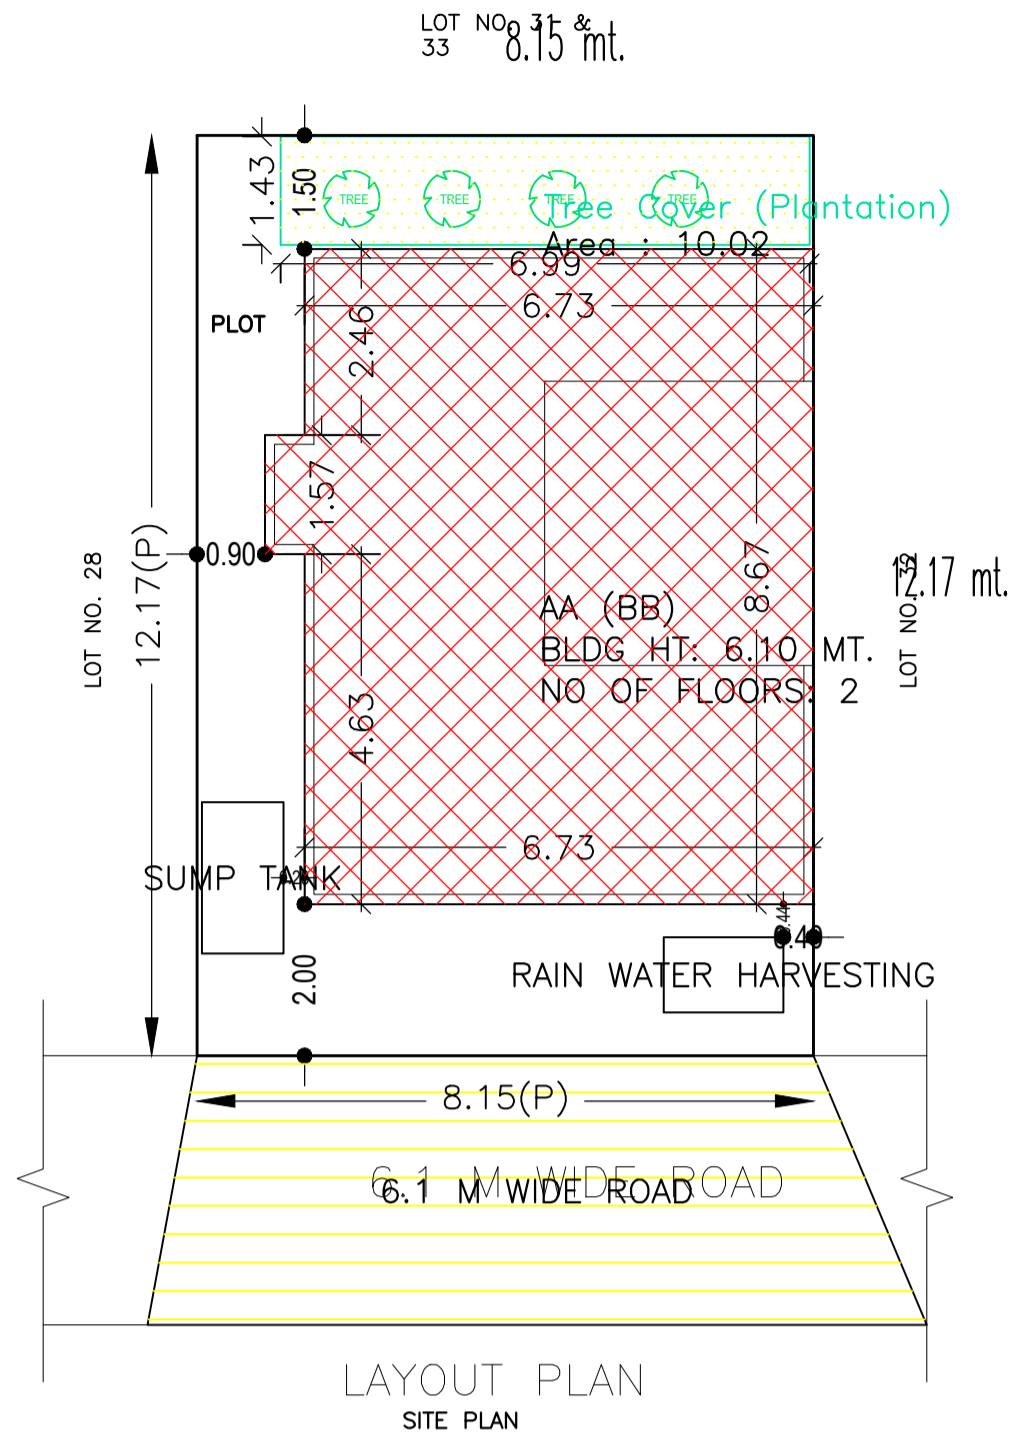 LOT NO. 31 &
33
8.15 mt.
1.43
1.50
TREE
TREE
TREE
TREE
Tree Cover (Plantation)
Area : 10.02
6.99
6.73
PLOT
2.46
1.57
0.90
12.17(P)
LOT NO. 28
8.67
12.17 mt.
LOT NO. 32
AA (BB)
BLDG HT: 6.10 MT.
NO OF FLOORS: 2
4.63
6.73
SUMP TANK
2.00
RAIN WATER HARVESTING
8.15(P)
6.1 M WIDE ROAD
6.1 M WIDE ROAD
LAYOUT PLAN
SITE PLAN